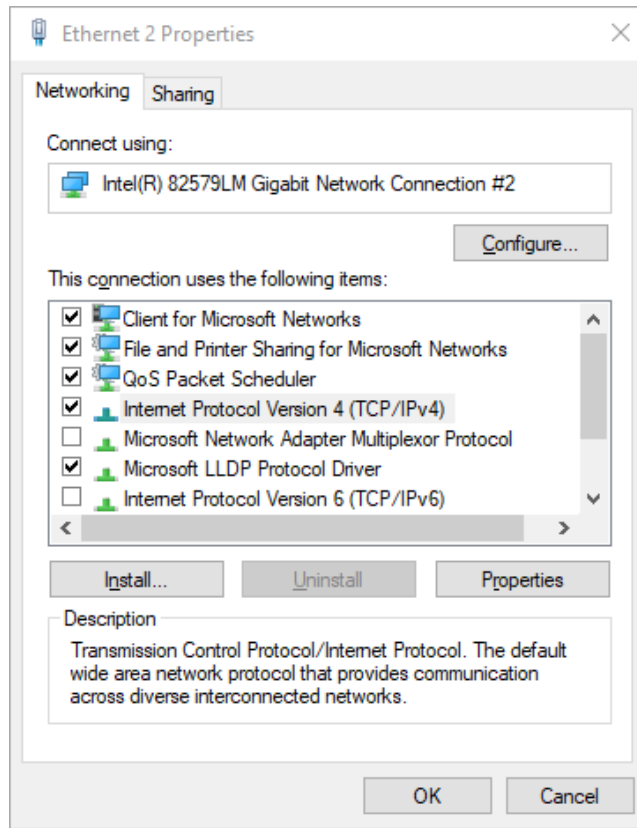 Ethernet 2 Properties
Networking
Sharing
Connect using:
Intel(R) 82579LM Gigabit Network Connection #2
Configure...
This connection uses the following items:
Client for Microsoft Networks
File and Printer Sharing for Microsoft Networks
QoS Packet Scheduler
Internet Protocol Version 4 (TCP/IPv4)
Microsoft Network Adapter Multiplexor Protocol
Microsoft LLDP Protocol Driver
Internet Protocol Version 6 (TCP/IPv6)
Install...
Uninstall
Properties
Description
Transmission Control Protocol/Internet Protocol. The default
wide area network protocol that provides communication
across diverse interconnected networks.
OK
Cancel